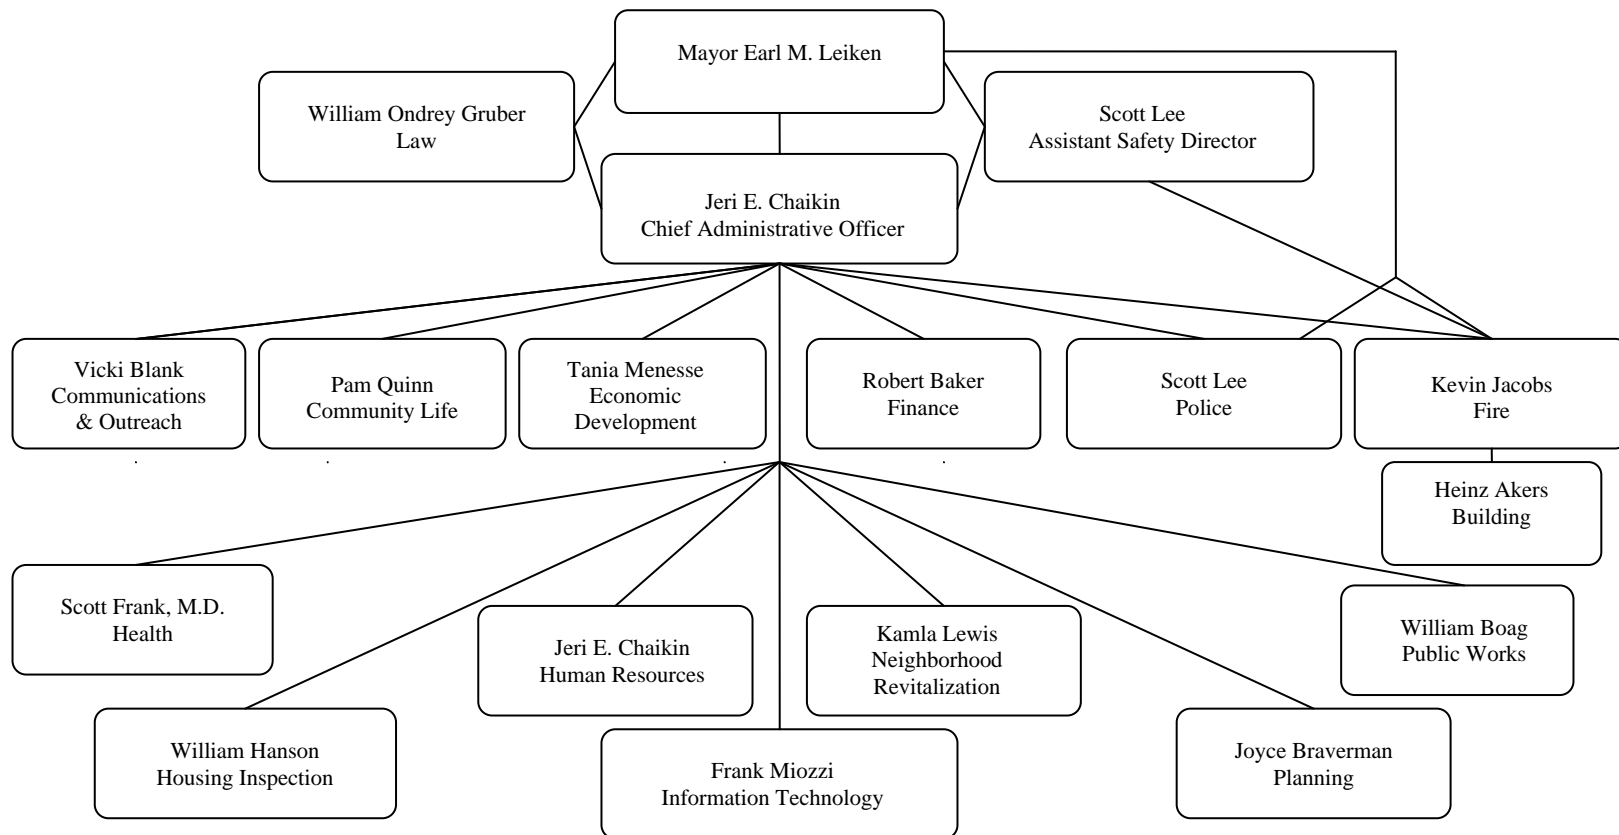 Mayor Earl M. Leiken
William Ondrey Gruber
Law
Scott Lee
Assistant Safety Director
Jeri E. Chaikin
Chief Administrative Officer
Vicki Blank
Communications
& Outreach
Pam Quinn
Community Life
Tania Menesse
Economic
Development
Robert Baker
Finance
Scott Lee
Police
Kevin Jacobs
Fire
Heinz Akers
Building
Scott Frank, M.D.
Health
Jeri E. Chaikin
Human Resources
Kamla Lewis
Neighborhood
Revitalization
William Boag
Public Works
William Hanson
Housing Inspection
Frank Miozzi
Information Technology
Joyce Braverman
Planning